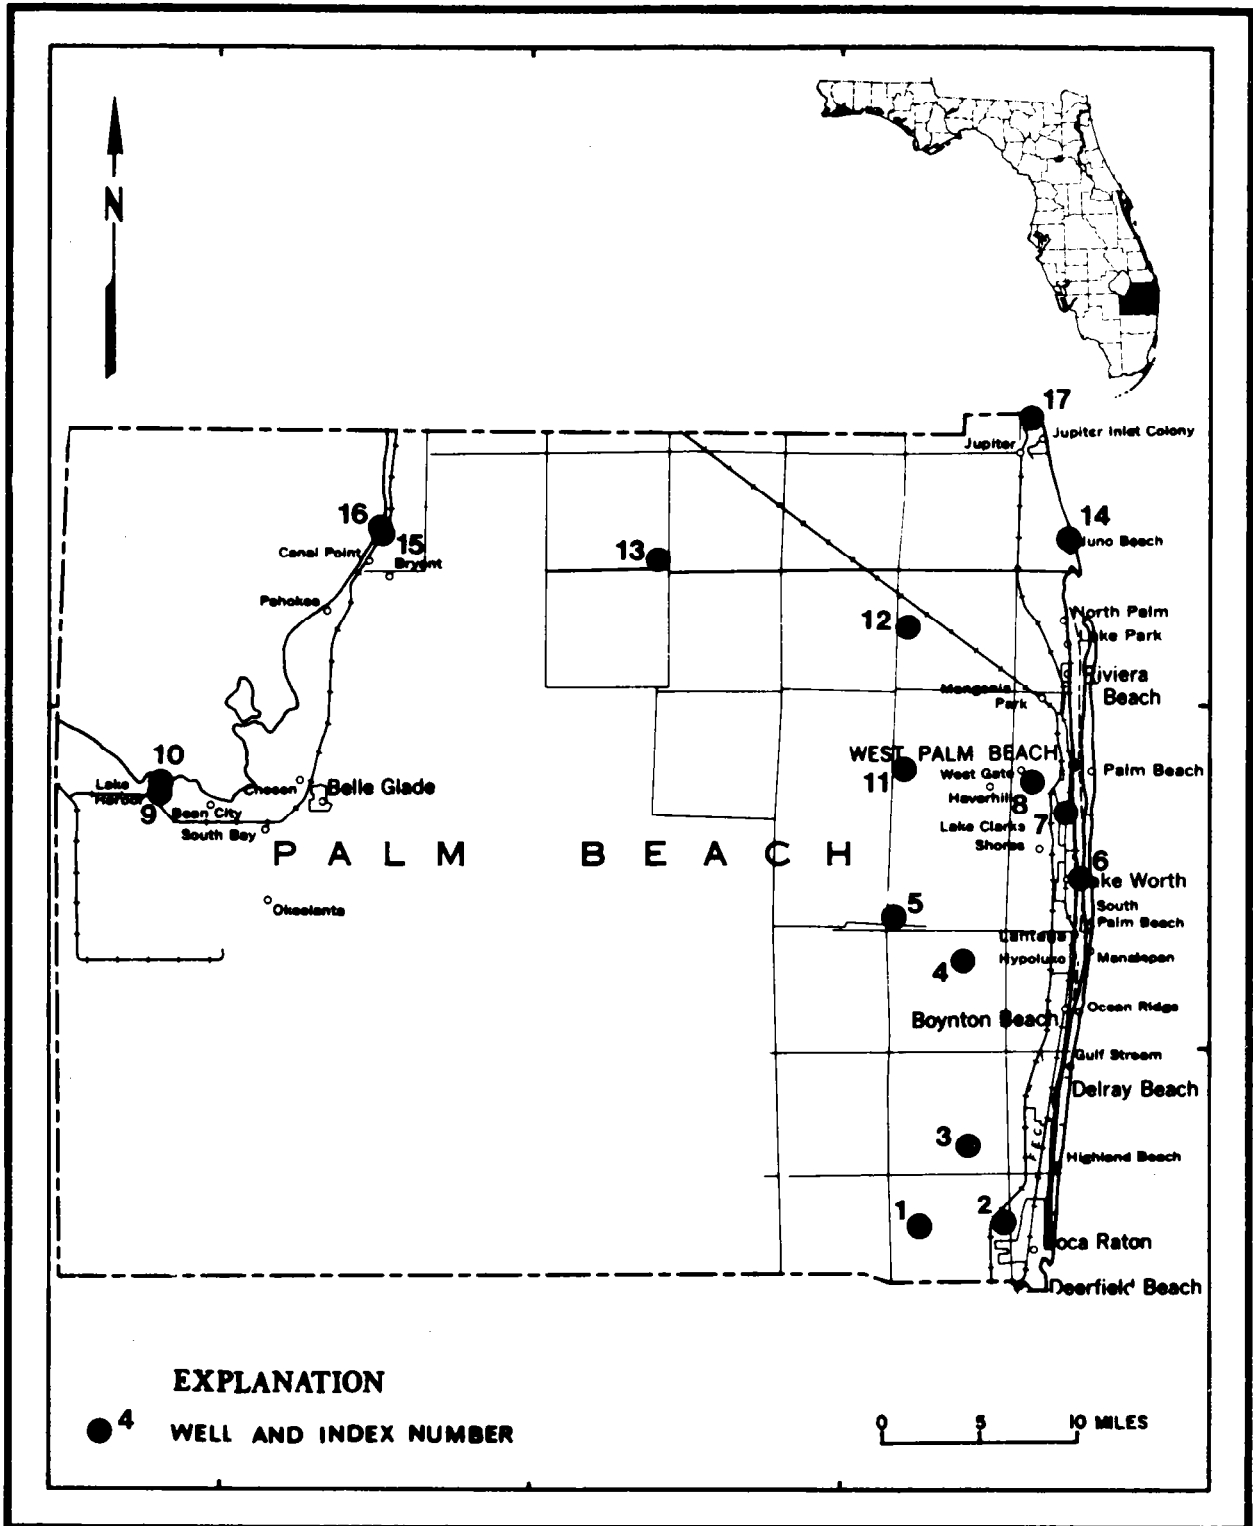 N
17
Jupiter Inlet Colony
Jupiter
16
14
15
Juno Beach
Canal Point
13
Bryant
Pahokee
12
North Palm
Lake Park
Riviera
Mangonia
Beach
Park
10
WEST PALM BEACH
Lake
11
West Gate
Palm Beach
Chosen
Belle Glade
Harbor
Haverhill
8
9
Bean City
7
Lake Clarks
South Bay
Shores
PALM BEACH
6
Lake Worth
5
South
Okeelanta
Palm Beach
Lantana
4
Hypoluxo
Manalapan
Ocean Ridge
Boynton Beach
Gulf Stream
Delray Beach
F.E.C.
3
Highland Beach
1
2
Boca Raton
Deerfield Beach
EXPLANATION
4
WELL AND INDEX NUMBER
0 5 10 MILES